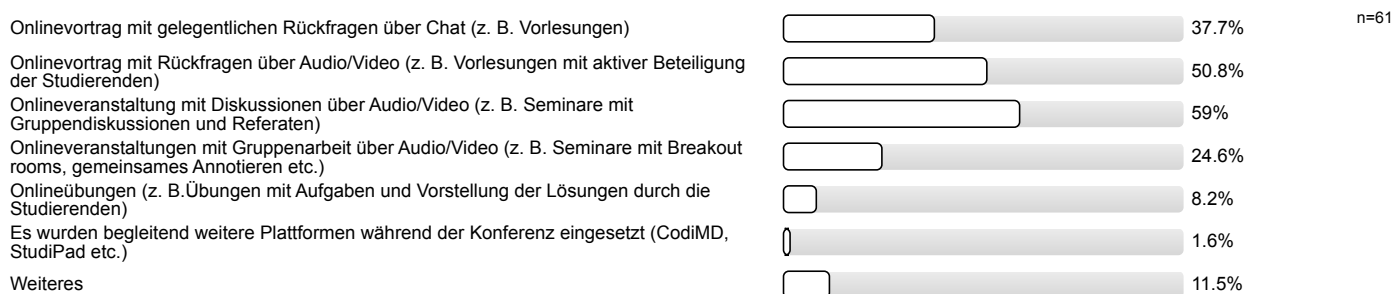 Onlinevortrag mit gelegentlichen Rückfragen über Chat (z. B. Vorlesungen) 37.7% n=61
Onlinevortrag mit Rückfragen über Audio/Video (z. B. Vorlesungen mit aktiver Beteiligung
der Studierenden) 50.8%
Onlineveranstaltung mit Diskussionen über Audio/Video (z. B. Seminare mit
Gruppendiskussionen und Referaten) 59%
Onlineveranstaltungen mit Gruppenarbeit über Audio/Video (z. B. Seminare mit Breakout
rooms, gemeinsames Annotieren etc.) 24.6%
Onlineübungen (z. B.Übungen mit Aufgaben und Vorstellung der Lösungen durch die
Studierenden) 8.2%
Es wurden begleitend weitere Plattformen während der Konferenz eingesetzt (CodiMD,
StudiPad etc.) 1.6%
Weiteres 11.5%